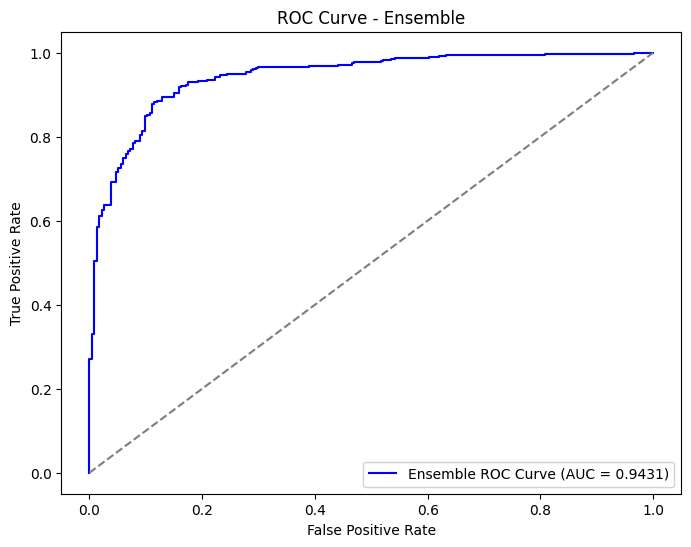 ROC Curve - Ensemble
1.0
0.8
0.6
0.4
0.2
0.0
True Positive Rate
Ensemble ROC Curve (AUC = 0.9431)
0.0 0.2 0.4 0.6 0.8 1.0
False Positive Rate